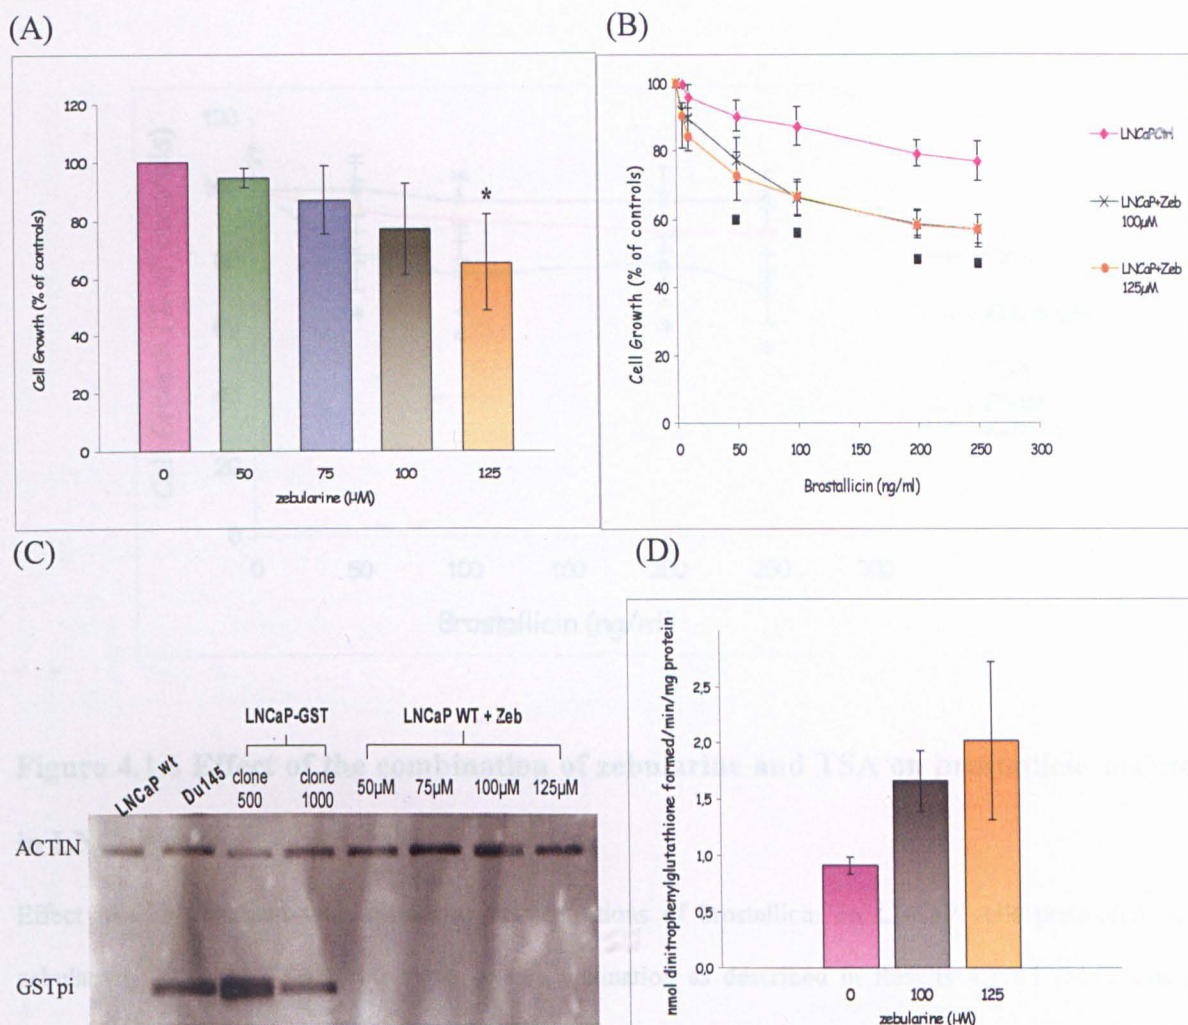 (A)
120
100
80
60
40
20
0
Cell Growth (% of controls)
*
0 50 75 100 125
zebularine (µM)
(B)
100
80
60
40
20
0
Cell Growth (% of controls)
0 50 100 150 200 250 300
Brostallicin (ng/ml)
LNCaP Ctrl
LNCaP+Zeb
100µM
LNCaP+Zeb
125µM
(C)
LNCaP-GST
LNCaP WT + Zeb
LNCaP wt
Du145
clone
500
clone
1000
50µM 75µM 100µM 125µM
ACTIN
GSTpi
(D)
nmol dinitrophenylglutathione formed/min/mg protein
2,5
2,0
1,5
1,0
0,5
0,0
0 100 125
zebularine (µM)
Figure 4.1 : Effect of the combination of zebularine and TSA on
Effect